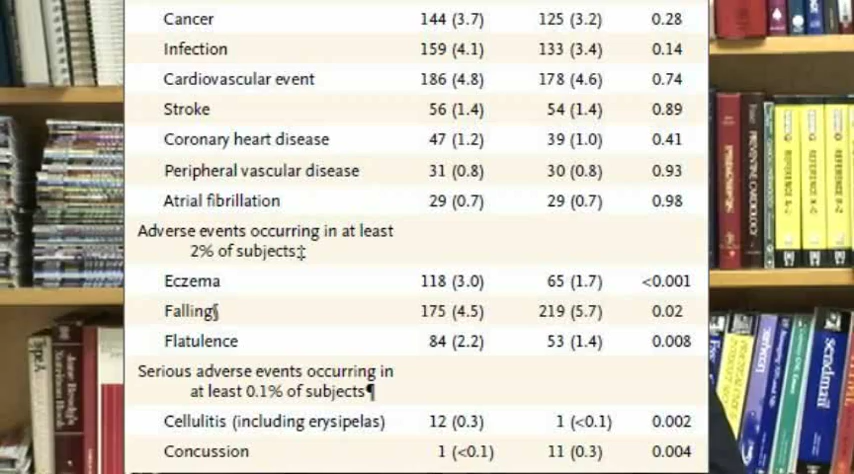 Cancer 144 (3.7) 125 (3.2) 0.28
Infection 159 (4.1) 133 (3.4) 0.14
Cardiovascular event 186 (4.8) 178 (4.6) 0.74
Stroke 56 (1.4) 54 (1.4) 0.89
Coronary heart disease 47 (1.2) 39 (1.0) 0.41
Peripheral vascular disease 31 (0.8) 30 (0.8) 0.93
Atrial fibrillation 29 (0.7) 29 (0.7) 0.98
Adverse events occurring in at least
2% of subjects‡
Eczema 118 (3.0) 65 (1.7) <0.001
Falling§ 175 (4.5) 219 (5.7) 0.02
Flatulence 84 (2.2) 53 (1.4) 0.008
Serious adverse events occurring in
at least 0.1% of subjects¶
Cellulitis (including erysipelas) 12 (0.3) 1 (<0.1) 0.002
Concussion 1 (<0.1) 11 (0.3) 0.004
PREVENTIVE CARDIOLOGY
Sendmail